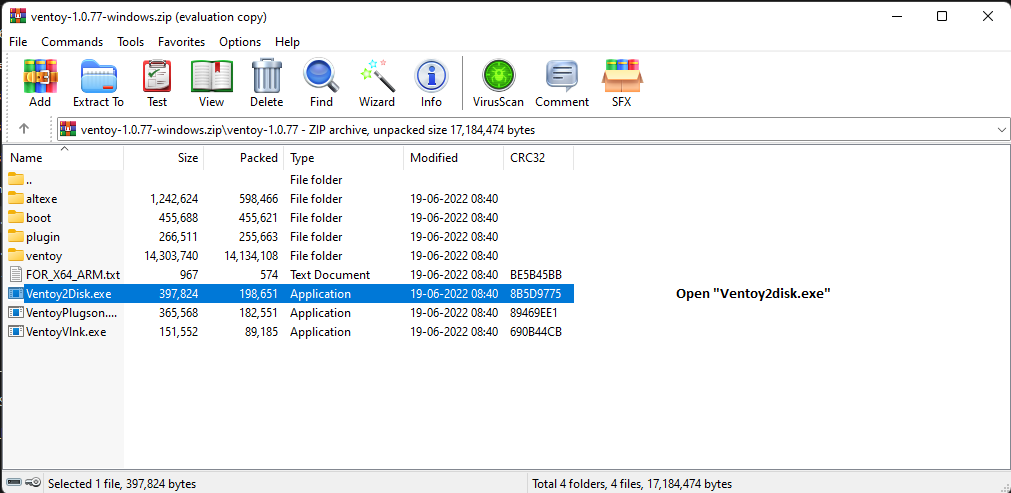 ventoy-1.0.77-windows.zip (evaluation copy)
File Commands Tools Favorites Options Help
Add Extract To Test View Delete Find Wizard Info VirusScan Comment SFX
ventoy-1.0.77-windows.zip\ventoy-1.0.77 - ZIP archive, unpacked size 17,184,474 bytes
Name Size Packed Type Modified CRC32
.. File folder
altexe 1,242,624 598,466 File folder 19-06-2022 08:40
boot 455,688 455,621 File folder 19-06-2022 08:40
plugin 266,511 255,663 File folder 19-06-2022 08:40
ventoy 14,303,740 14,134,108 File folder 19-06-2022 08:40
FOR_X64_ARM.txt 967 574 Text Document 19-06-2022 08:40 BE5B45BB
Ventoy2Disk.exe 397,824 198,651 Application 19-06-2022 08:40 8B5D9775
Open "Ventoy2disk.exe"
VentoyPlugson.... 365,568 182,551 Application 19-06-2022 08:40 89469EE1
VentoyVlnk.exe 151,552 89,185 Application 19-06-2022 08:40 690B44CB
Selected 1 file, 397,824 bytes
Total 4 folders, 4 files, 17,184,474 bytes